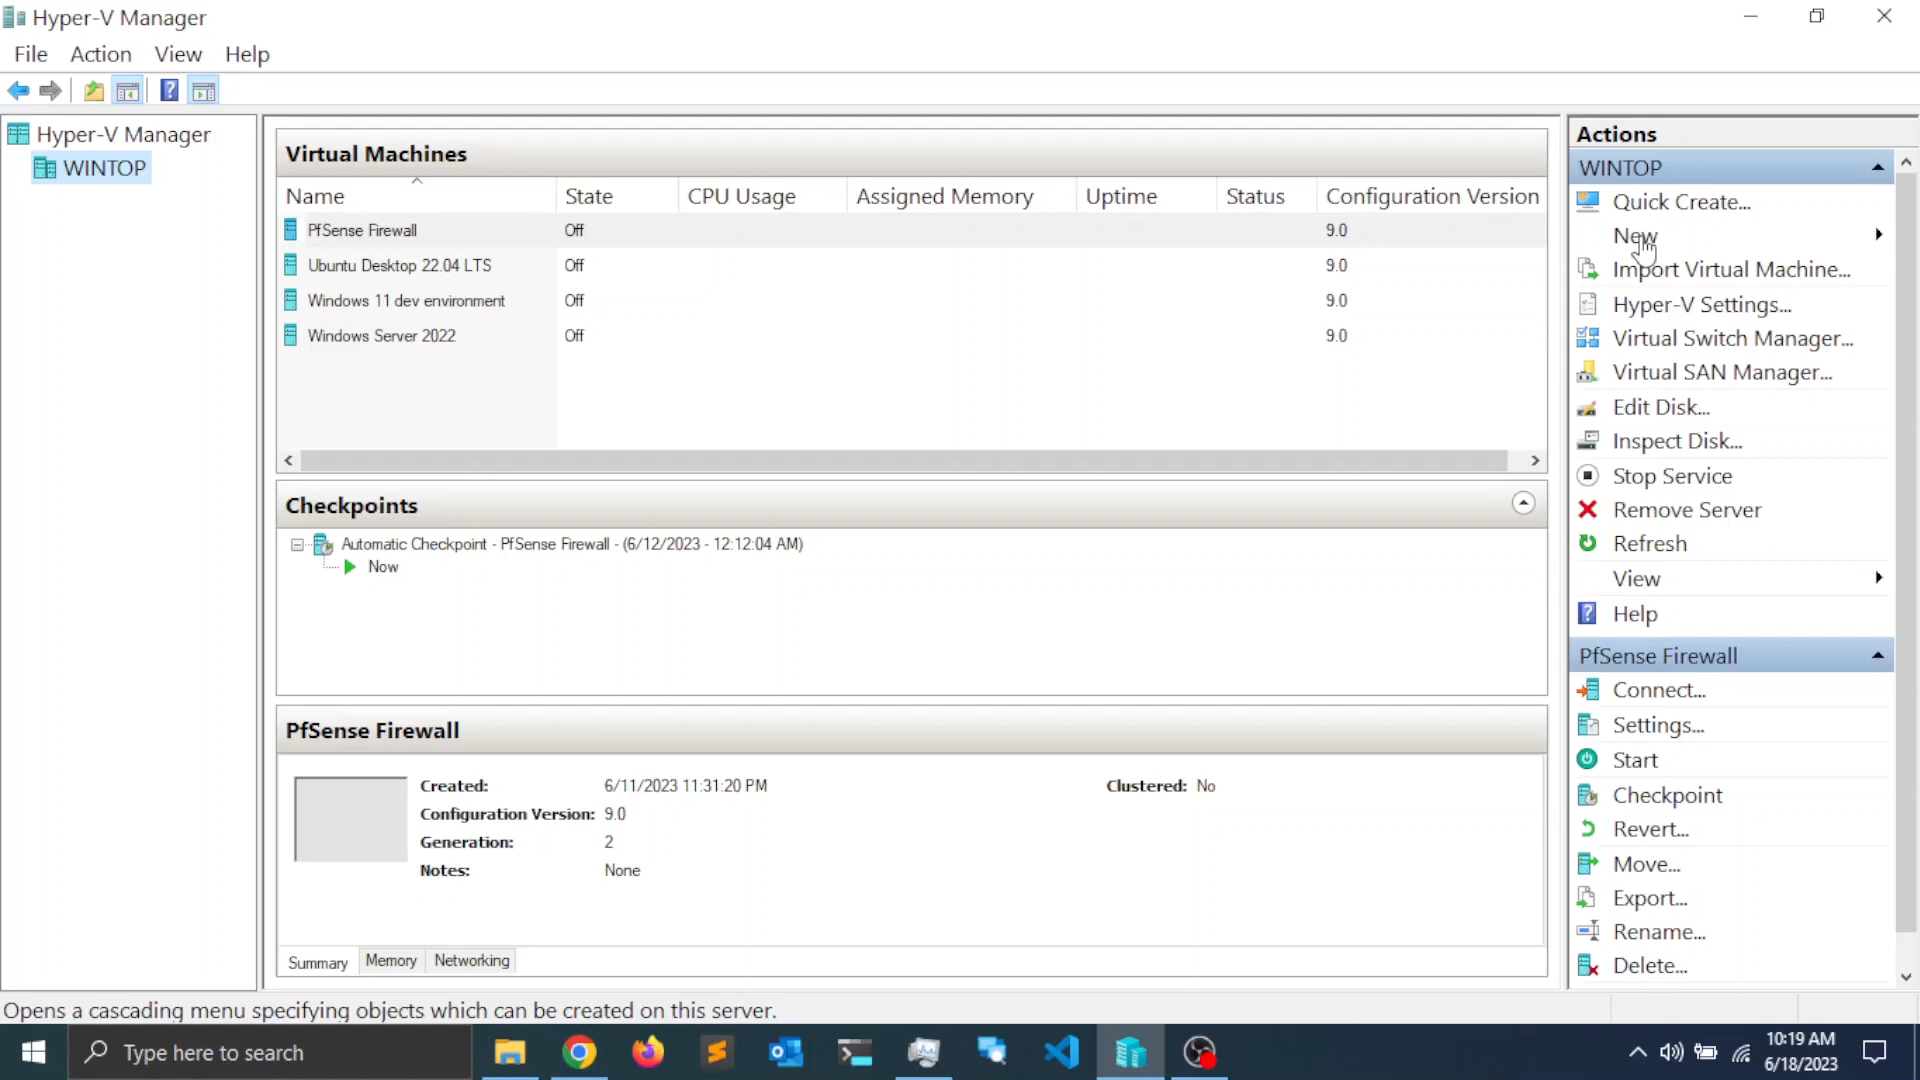 Hyper-V Manager
File Action View Help
Hyper-V Manager
WINTOP
Virtual Machines
Name State CPU Usage Assigned Memory Uptime Status Configuration Version
PfSense Firewall Off 9.0
Ubuntu Desktop 22.04 LTS Off 9.0
Windows 11 dev environment Off 9.0
Windows Server 2022 Off 9.0
Checkpoints
Automatic Checkpoint - PfSense Firewall - (6/12/2023 - 12:12:04 AM)
Now
PfSense Firewall
Created: 6/11/2023 11:31:20 PM Clustered: No
Configuration Version: 9.0
Generation: 2
Notes: None
Summary Memory Networking
Actions
WINTOP
Quick Create...
New
Import Virtual Machine...
Hyper-V Settings...
Virtual Switch Manager...
Virtual SAN Manager...
Edit Disk...
Inspect Disk...
Stop Service
Remove Server
Refresh
View
Help
PfSense Firewall
Connect...
Settings...
Start
Checkpoint
Revert...
Move...
Export...
Rename...
Delete...
Opens a cascading menu specifying objects which can be created on this server.
Type here to search
10:19 AM
6/18/2023